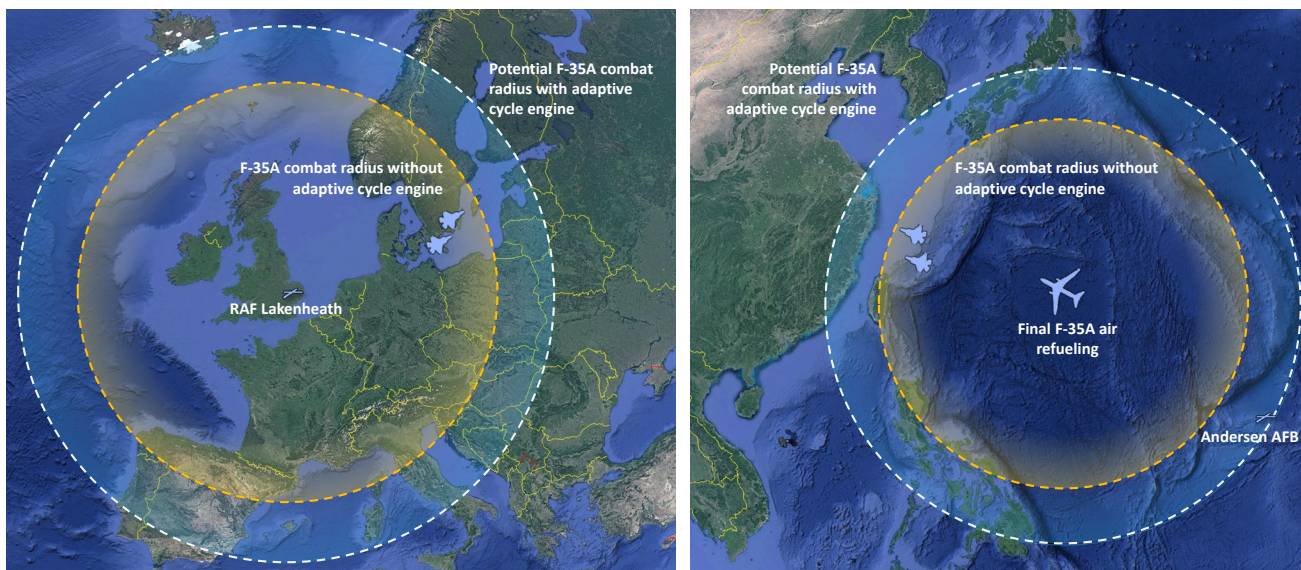 Potential F-35A combat
radius with adaptive
cycle engine
F-35A combat radius without
adaptive cycle engine
RAF Lakenheath
Potential F-35A
combat radius with
adaptive cycle engine
F-35A combat radius without
adaptive cycle engine
Final F-35A air
refueling
Andersen AFB